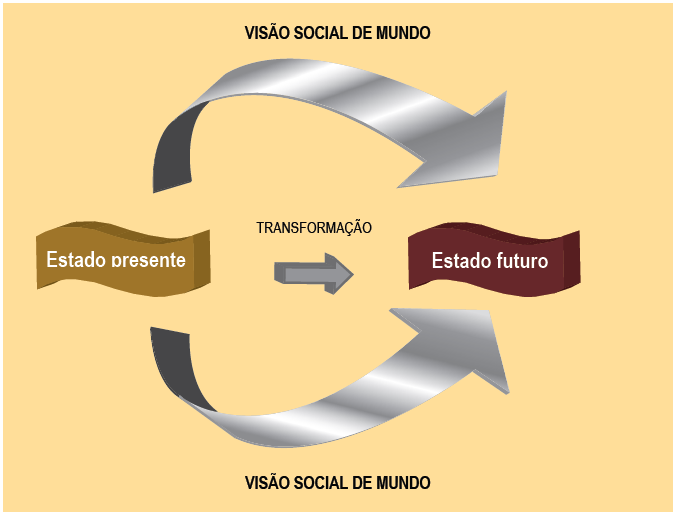 VISÃO SOCIAL DE MUNDO
TRANSFORMAÇÃO
Estado presente
Estado futuro
VISÃO SOCIAL DE MUNDO